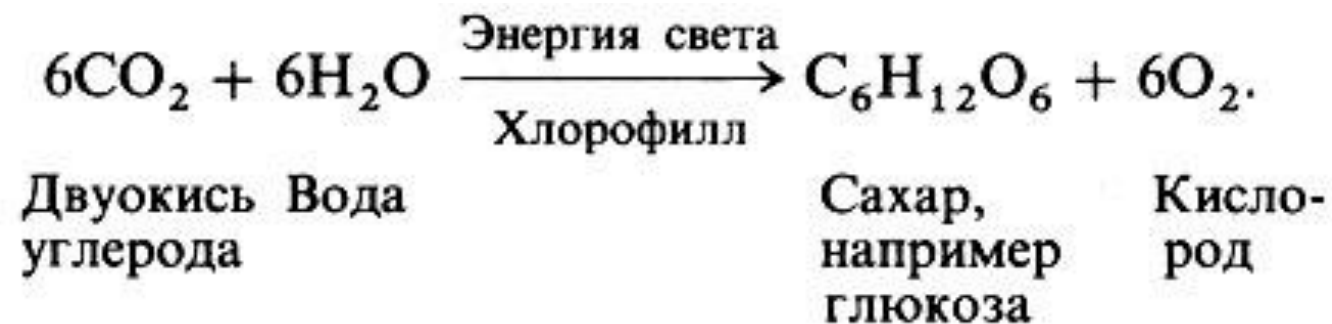 Энергия света
6CO₂ + 6H₂O ⟶ C₆H₁₂O₆ + 6O₂.
Хлорофилл
Двуокись Вода Сахар, Кисло-
углерода например род
глюкоза